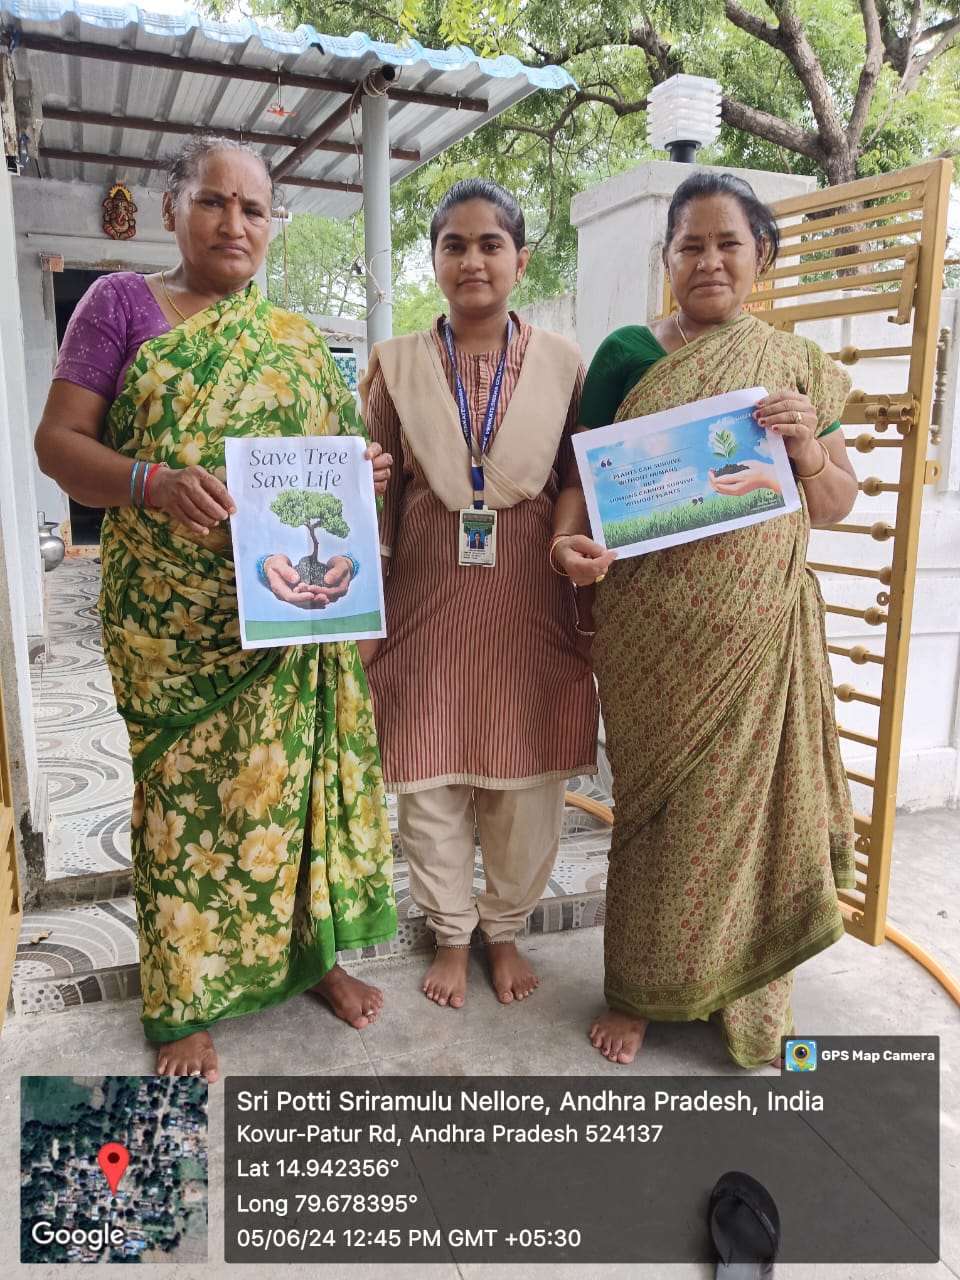 Save Tree
Save Life
PLANTS CAN SURVIVE
WITHOUT HUMANS
BUT
HUMANS CANNOT SURVIVE
WITHOUT PLANTS
GPS Map Camera
Sri Potti Sriramulu Nellore, Andhra Pradesh, India
Kovur-Patur Rd, Andhra Pradesh 524137
Lat 14.942356°
Long 79.678395°
05/06/24 12:45 PM GMT +05:30
Google